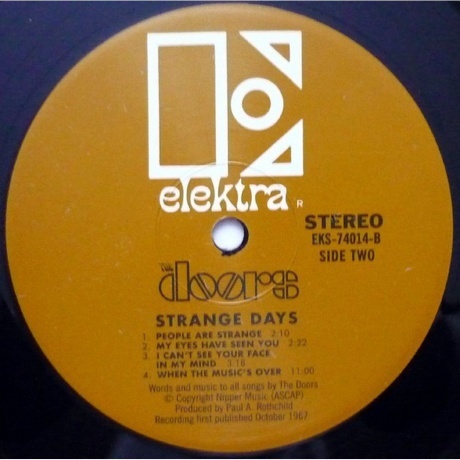 elektra
R
STEREO
EKS-74014-B
SIDE TWO
THE
doors
STRANGE DAYS
1. PEOPLE ARE STRANGE 2:10
2. MY EYES HAVE SEEN YOU 2:22
3. I CAN'T SEE YOUR FACE
IN MY MIND 3:18
4. WHEN THE MUSIC'S OVER 11:00
Words and music to all songs by The Doors
© Copyright Nipper Music (ASCAP)
Produced by Paul A. Rothchild
Recording first published October 1967